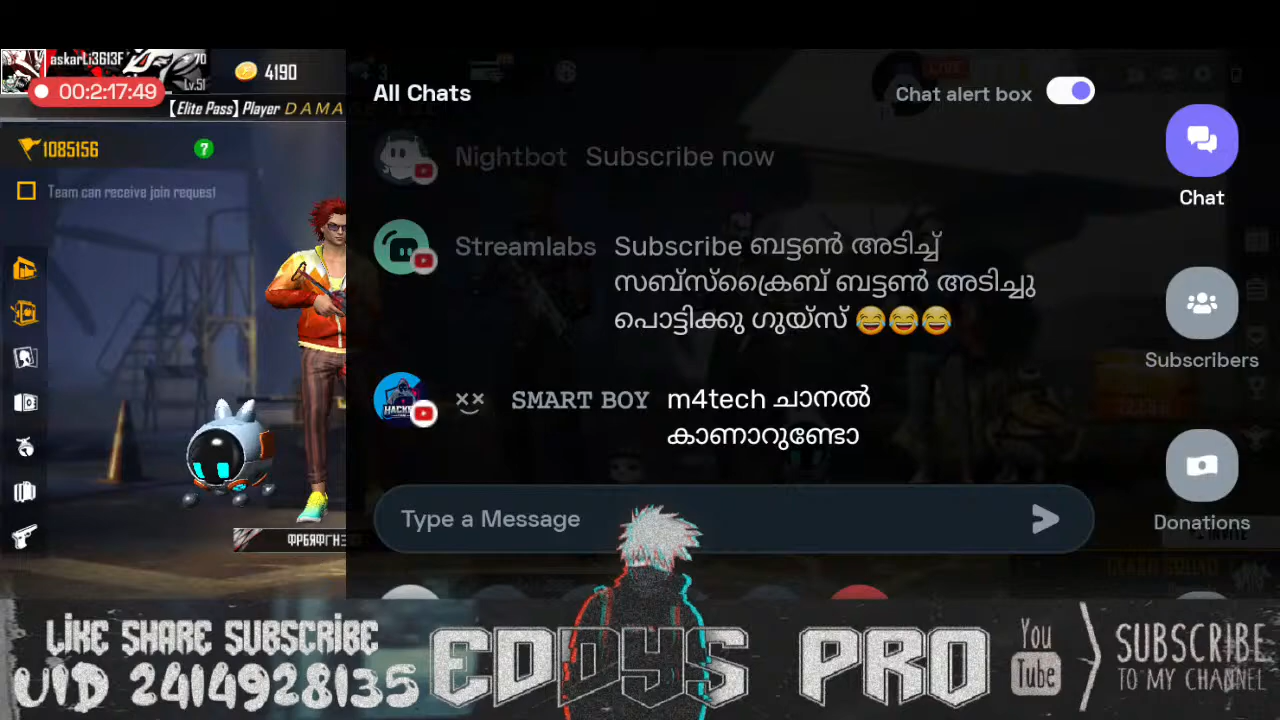 askarLi3613F
70
Lv.51
4190
00:2:17:49
【Elite Pass】 Player DAMA
1085156
?
Team can receive join request
All Chats
Chat alert box
Nightbot Subscribe now
Streamlabs Subscribe ബട്ടൺ അടിച്ച്
സബ്സ്ക്രൈബ് ബട്ടൺ അടിച്ചു
പൊട്ടിക്കു ഗുയ്സ് 😂😂😂
SMART BOY m4tech ചാനൽ
കാണാറുണ്ടോ
Type a Message
Chat
Subscribers
Donations
LIKE SHARE SUBSCRIBE
UID 2414928135
EDDYS PRO
You
Tube
SUBSCRIBE
TO MY CHANNEL